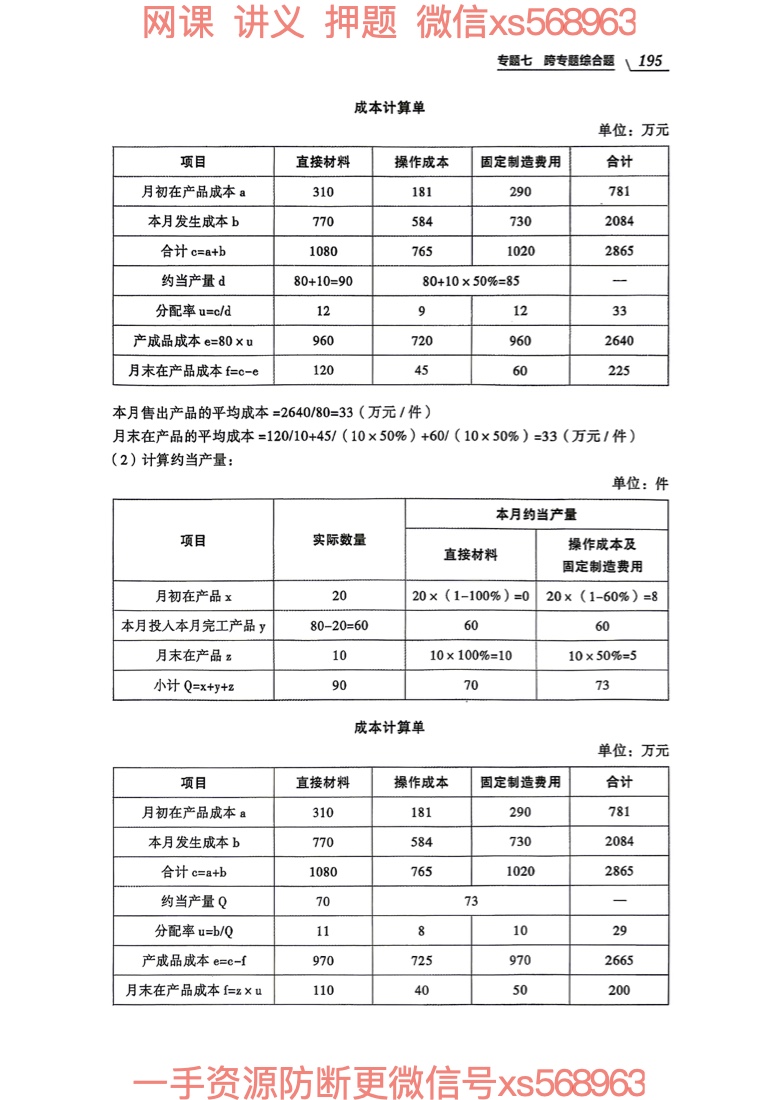 网课 讲义 押题 微信xs568963
专题七 跨专题综合题 195
成本计算单
单位：万元
项目 直接材料 操作成本 固定制造费用 合计
月初在产品成本 a 310 181 290 781
本月发生成本 b 770 584 730 2084
合计 c=a+b 1080 765 1020 2865
约当产量 d 80+10=90 80+10×50%=85 —
分配率 u=c/d 12 9 12 33
产成品成本 e=80×u 960 720 960 2640
月末在产品成本 f=c-e 120 45 60 225
本月售出产品的平均成本 =2640/80=33（万元 / 件）
月末在产品的平均成本 =120/10+45/（10×50%）+60/（10×50%）=33（万元 / 件）
（2）计算约当产量：
单位：件
项目 实际数量 本月约当产量
直接材料 操作成本及
固定制造费用
月初在产品 x 20 20×（1-100%）=0 20×（1-60%）=8
本月投入本月完工产品 y 80-20=60 60 60
月末在产品 z 10 10×100%=10 10×50%=5
小计 Q=x+y+z 90 70 73
成本计算单
单位：万元
项目 直接材料 操作成本 固定制造费用 合计
月初在产品成本 a 310 181 290 781
本月发生成本 b 770 584 730 2084
合计 c=a+b 1080 765 1020 2865
约当产量 Q 70 73 —
分配率 u=b/Q 11 8 10 29
产成品成本 e=c-f 970 725 970 2665
月末在产品成本 f=z×u 110 40 50 200
一手资源防断更微信号xs568963